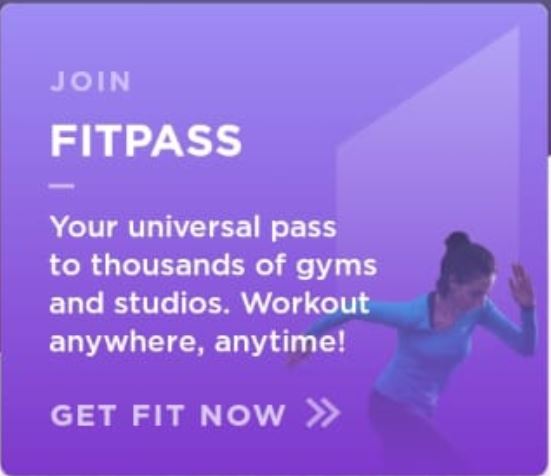 JOIN
FITPASS
Your universal pass
to thousands of gyms
and studios. Workout
anywhere, anytime!
GET FIT NOW